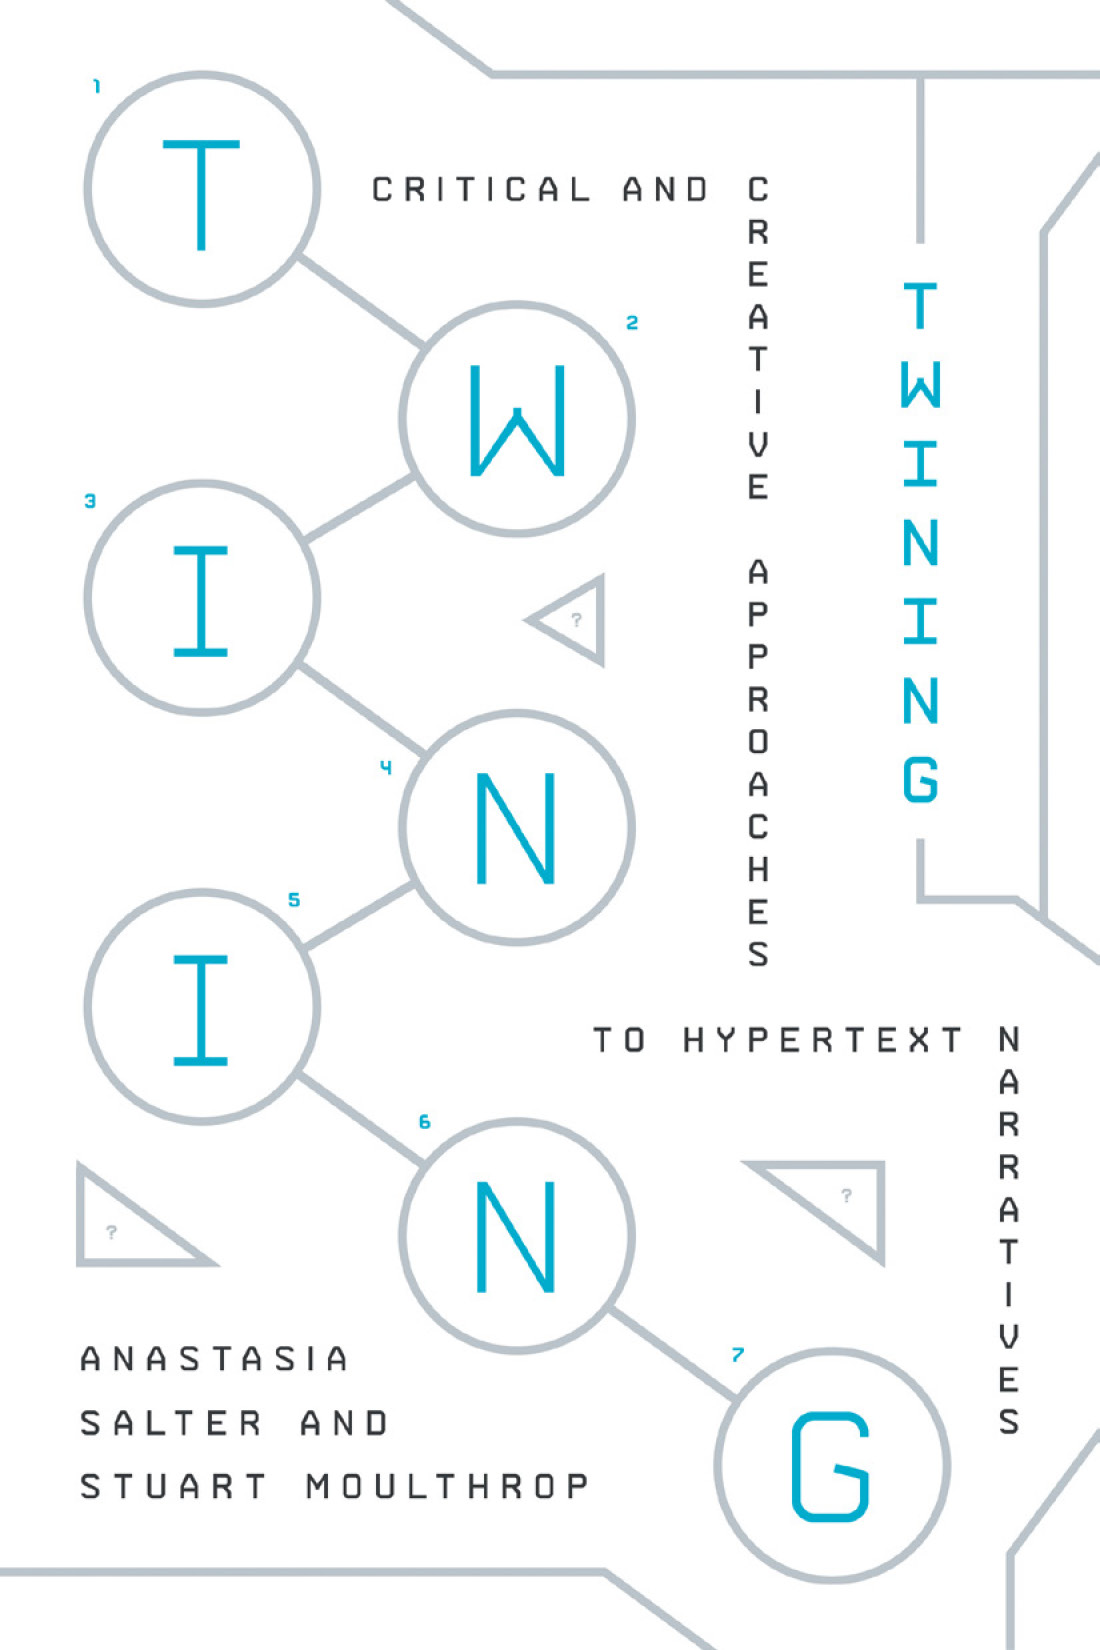 1
T
2
W
3
I
4
N
5
I
6
N
7
G
CRITICAL AND CREATIVE APPROACHES
TO HYPERTEXT NARRATIVES
TWINING
?
?
?
ANASTASIA
SALTER AND
STUART MOULTHROP